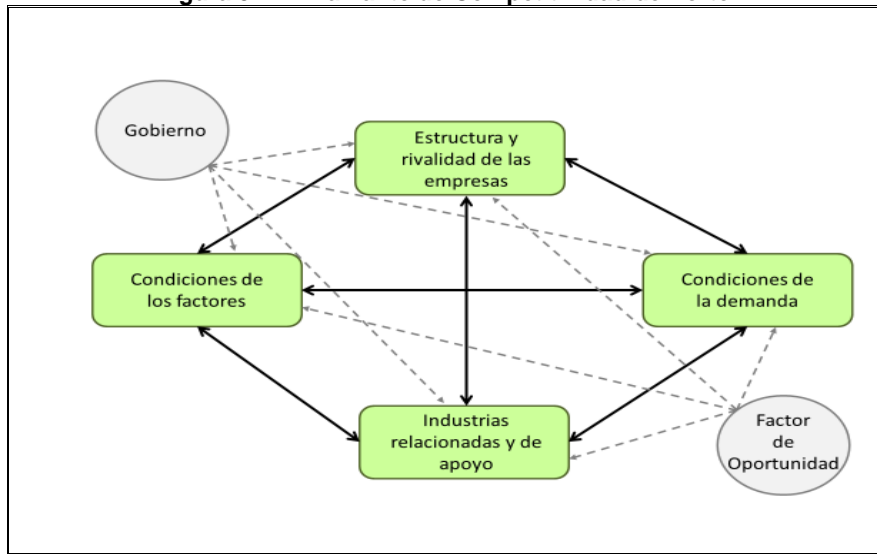 Gobierno
Estructura y
rivalidad de las
empresas
Condiciones de
los factores
Condiciones de
la demanda
Industrias
relacionadas y de
apoyo
Factor
de
Oportunidad